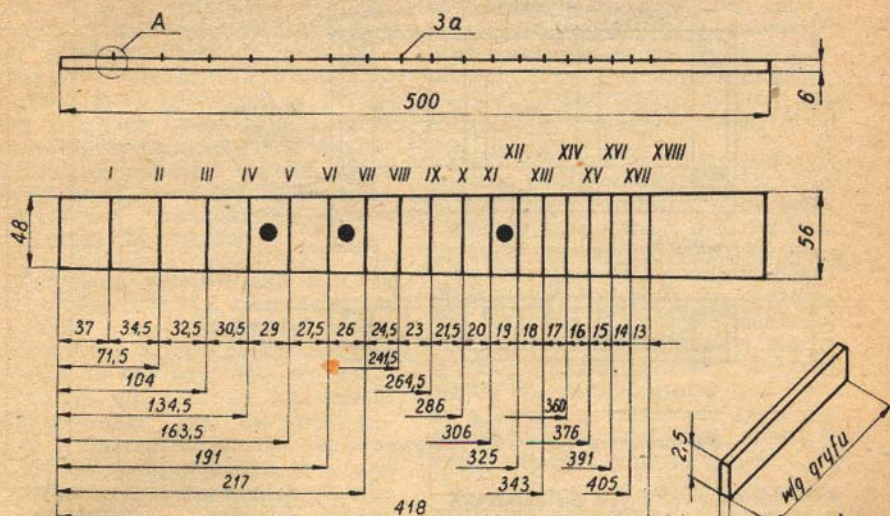 A 3a
500
6
XII XIV XVI XVIII
I II III IV V VI VII VIII IX X XI XIII XV XVII
48
56
37 34,5 32,5 30,5 29 27,5 26 24,5 23 21,5 20 19 18 17 16 15 14 13
71,5 241,5
104 264,5
134,5 286 360
163,5 306 376
191 325 391
217 343 405
418
2,5
w/g gryfu